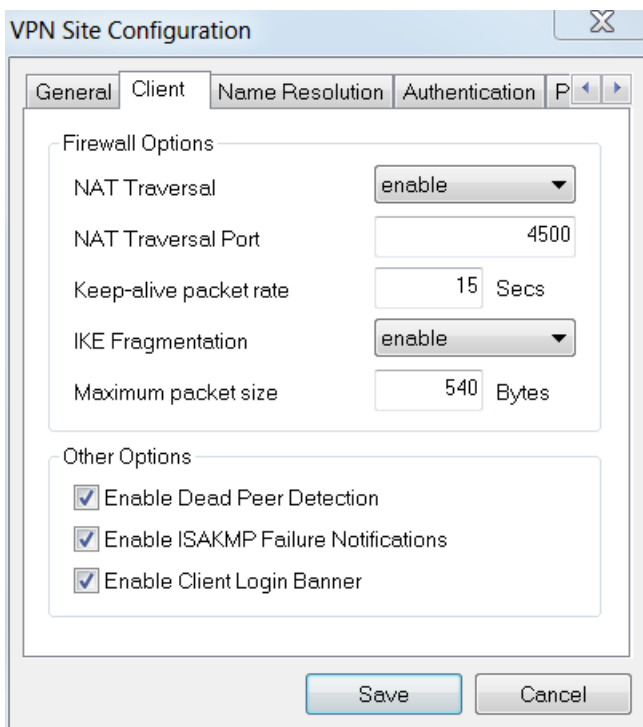 VPN Site Configuration
General Client Name Resolution Authentication P
Firewall Options
NAT Traversal enable
NAT Traversal Port 4500
Keep-alive packet rate 15 Secs
IKE Fragmentation enable
Maximum packet size 540 Bytes
Other Options
Enable Dead Peer Detection
Enable ISAKMP Failure Notifications
Enable Client Login Banner
Save Cancel